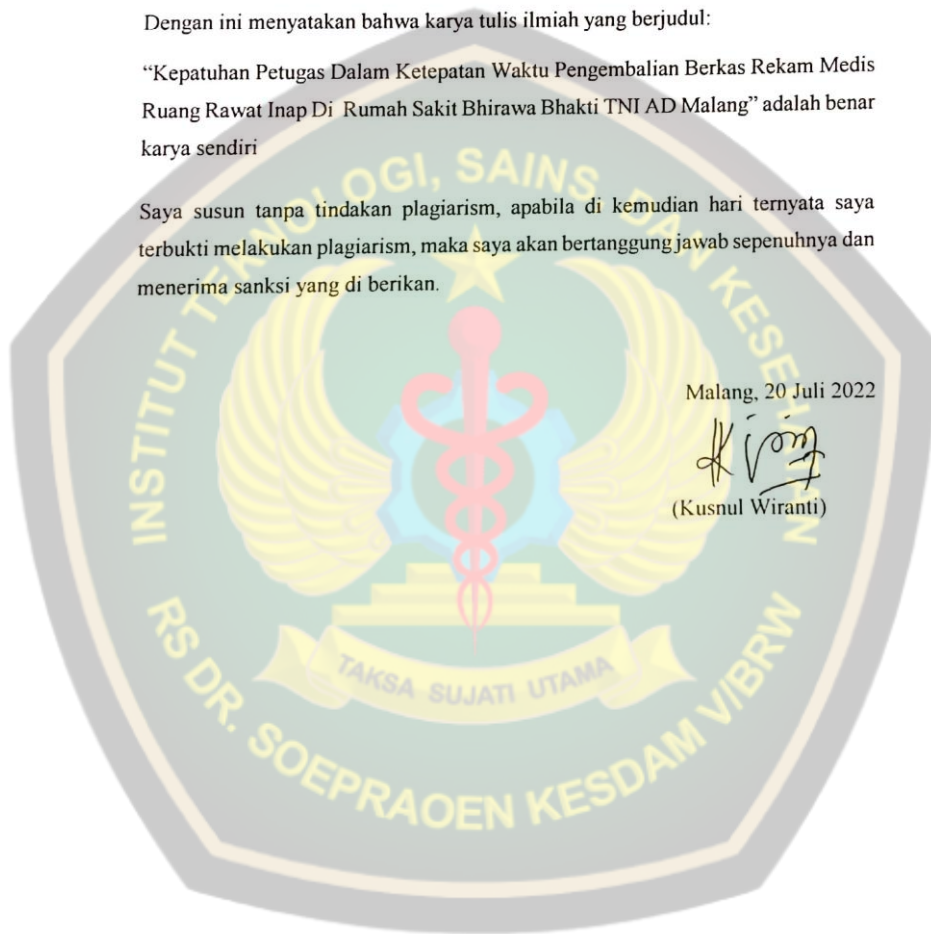 Dengan ini menyatakan bahwa karya tulis ilmiah yang berjudul:
“Kepatuhan Petugas Dalam Ketepatan Waktu Pengembalian Berkas Rekam Medis
Ruang Rawat Inap Di Rumah Sakit Bhirawa Bhakti TNI AD Malang” adalah benar
karya sendiri
Saya susun tanpa tindakan plagiarism, apabila di kemudian hari ternyata saya
terbukti melakukan plagiarism, maka saya akan bertanggung jawab sepenuhnya dan
menerima sanksi yang di berikan.
Malang, 20 Juli 2022
(Kusnul Wiranti)
INSTITUT TEKNOLOGI, SAINS, DAN KESEHATAN
TAKSA SUJATI UTAMA
RS DR. SOEPRAOEN KESDAM V/BRW